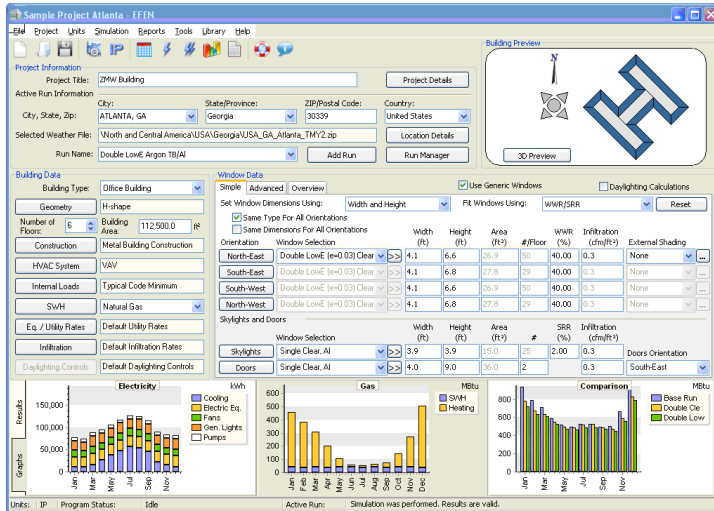 Sample Project Atlanta - EFEN
File Project Units Simulation Reports Tools Library Help
IP
Building Preview
N
3D Preview
Project Information
Project Title: ZMW Building Project Details
Active Run Information
City: State/Province: ZIP/Postal Code: Country:
City, State, Zip: ATLANTA, GA Georgia 30339 United States
Selected Weather File: \North and Central America\USA\Georgia\USA_GA_Atlanta_TMY2.zip Location Details
Run Name: Double LowE Argon TB/Al Add Run Run Manager
Building Data
Building Type: Office Building
Geometry H-shape
Number of Floors: 6 Building Area: 112,500.0 ft²
Construction Metal Building Construction
HVAC System VAV
Internal Loads Typical Code Minimum
SWH Natural Gas
Eq. / Utility Rates Default Utility Rates
Infiltration Default Infiltration Rates
Daylighting Controls Default Daylighting Controls
Window Data
Simple Advanced Overview Use Generic Windows Daylighting Calculations
Set Window Dimensions Using: Width and Height Fit Windows Using: WWR/SRR Reset
Same Type For All Orientations
Same Dimensions For All Orientations
Orientation Window Selection Width (ft) Height (ft) Area (ft²) #/Floor WWR (%) Infiltration (cfm/ft²) External Shading
North-East Double LowE (e=0.03) Clear >> 4.1 6.6 26.9 50 40.00 0.3 None ...
South-East Double LowE (e=0.03) Clear >> 4.1 6.8 27.8 29 40.00 0.3 None ...
South-West Double LowE (e=0.03) Clear >> 4.1 6.6 26.9 50 40.00 0.3 None ...
North-West Double LowE (e=0.03) Clear >> 4.1 6.8 27.8 29 40.00 0.3 None ...
Skylights and Doors
Window Selection Width (ft) Height (ft) Area (ft²) # SRR (%) Infiltration (cfm/ft²)
Skylights Single Clear, Al >> 3.9 3.9 15.0 25 2.00 0.3 Doors Orientation
Doors Single Clear, Al >> 4.0 9.0 36.0 2 0.3 South-East
Results
Graphs
Electricity kWh
150,000
100,000
50,000
0
Jan Mar May Jul Sep Nov
Cooling
Electric Eq.
Fans
Gen. Lights
Pumps
Gas MBtu
600
500
400
300
200
100
0
Jan Feb Mar Apr May Jun Jul Aug Sep Oct Nov Dec
SWH
Heating
Comparison MBtu
800
600
400
200
0
Jan Mar May Jul Sep Nov
Base Run
Double Cle
Double Low
Units: IP Program Status: Idle Active Run: Simulation was performed. Results are valid.